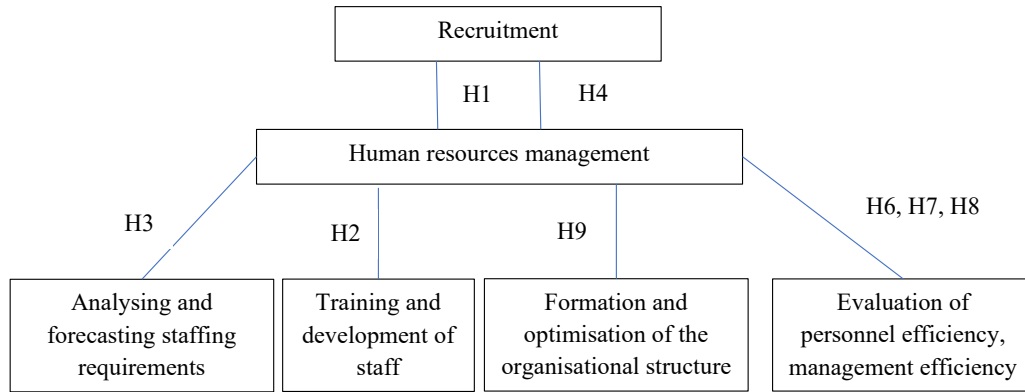 Recruitment
H1
H4
Human resources management
H3
H2
H9
H6, H7, H8
Analysing and
forecasting staffing
requirements
Training and
development of
staff
Formation and
optimisation of the
organisational structure
Evaluation of
personnel efficiency,
management efficiency